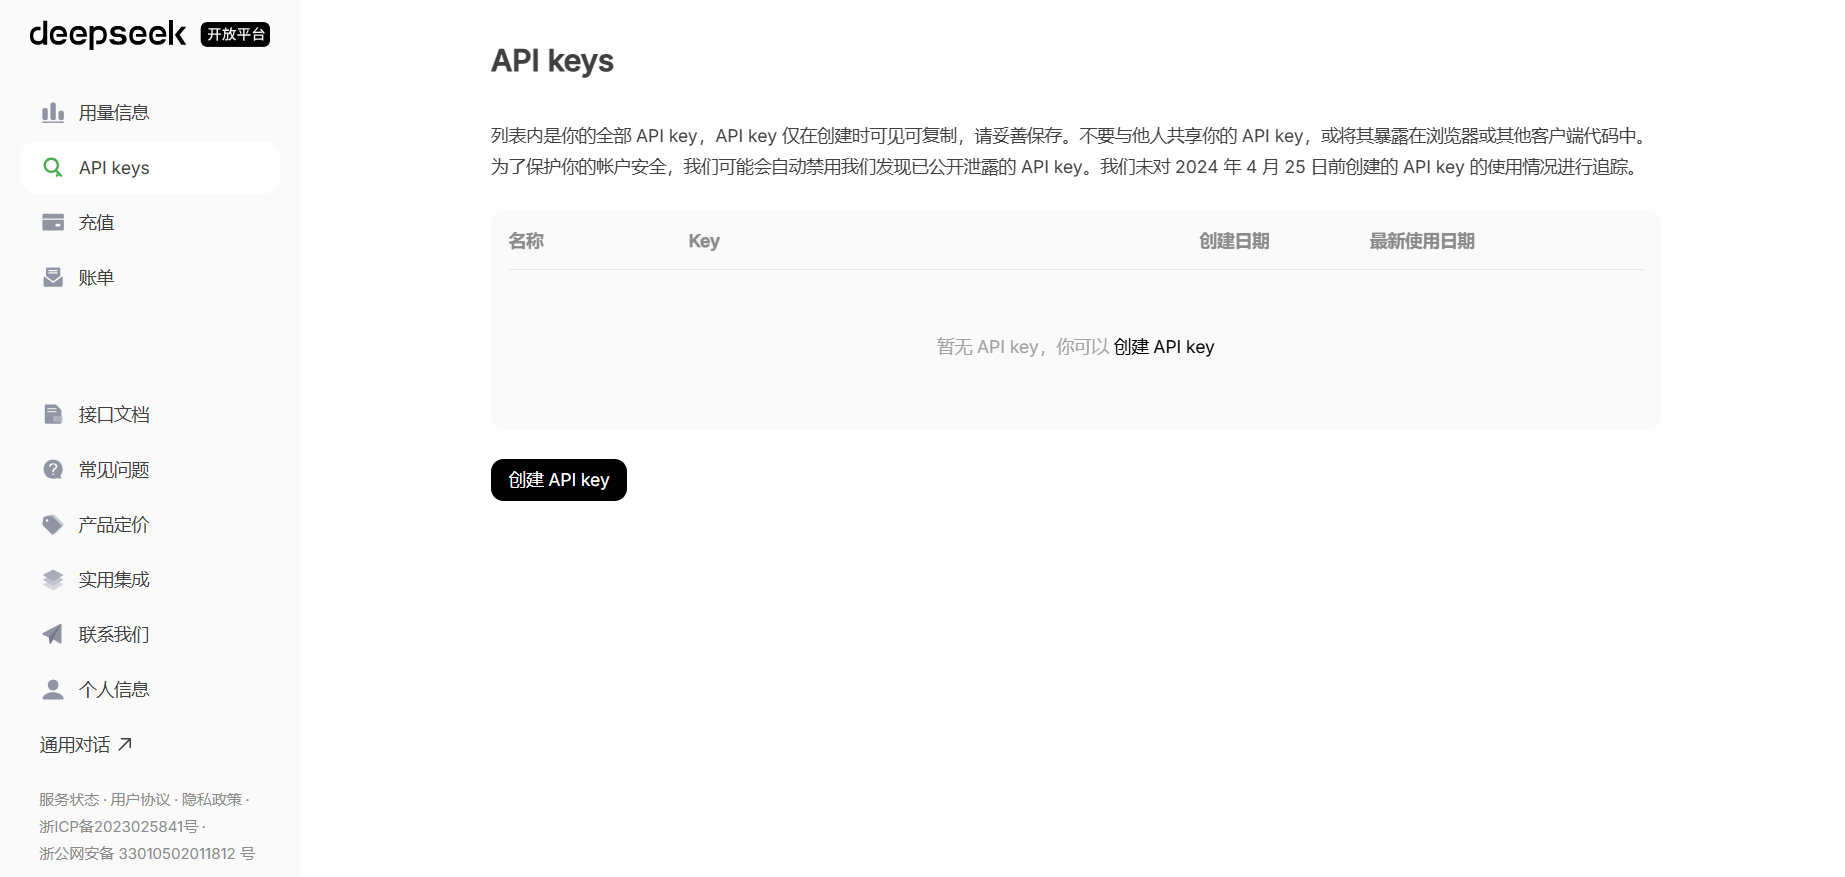 deepseek 开放平台
用量信息
API keys
充值
账单
接口文档
常见问题
产品定价
实用集成
联系我们
个人信息
通用对话
服务状态 · 用户协议 · 隐私政策 ·
浙ICP备2023025841号 ·
浙公网安备 33010502011812 号
API keys
列表内是你的全部 API key，API key 仅在创建时可见可复制，请妥善保存。不要与他人共享你的 API key，或将其暴露在浏览器或其他客户端代码中。
为了保护你的帐户安全，我们可能会自动禁用我们发现已公开泄露的 API key。我们未对 2024 年 4 月 25 日前创建的 API key 的使用情况进行追踪。
名称 Key 创建日期 最新使用日期
暂无 API key，你可以 创建 API key
创建 API key